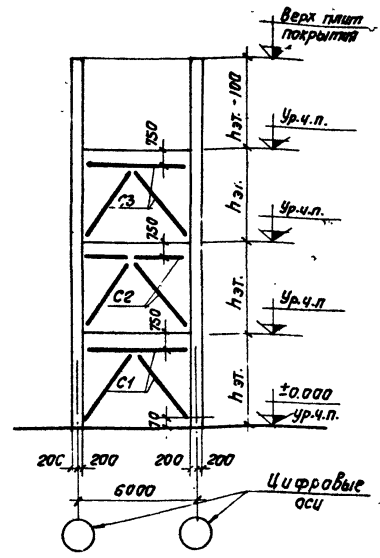 Верх плит
покрытия
hэт.-100
Ур.ч.п.
750
С3
hэт.
Ур.ч.п.
750
С2
hэт.
Ур.ч.п
750
С1
hэт.
±0.000
ур.ч.п.
70
200 200 200 200
6000
Цифровые
оси